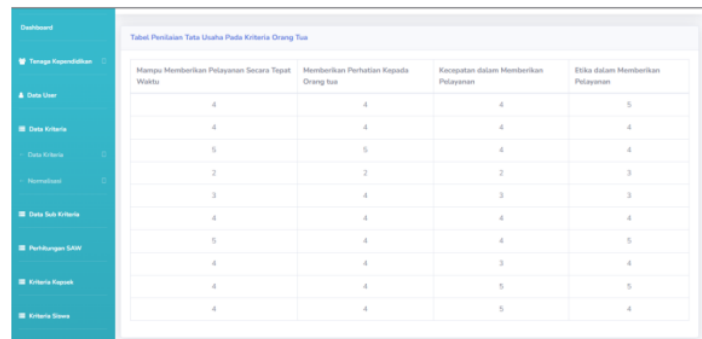 Dashboard
Tenaga Kependidikan
Data User
Data Kriteria
Data Kriteria
Normalisasi
Data Sub Kriteria
Perhitungan SAW
Kriteria Kepsek
Kriteria Siswa
Tabel Penilaian Tata Usaha Pada Kriteria Orang Tua
Mampu Memberikan Pelayanan Secara Tepat Waktu
Memberikan Perhatian Kepada Orang tua
Kecepatan dalam Memberikan Pelayanan
Etika dalam Memberikan Pelayanan
4 4 4 5
4 4 4 4
5 5 4 4
2 2 2 3
3 4 3 3
4 4 4 4
5 4 4 5
4 4 3 4
4 4 5 5
4 4 5 4